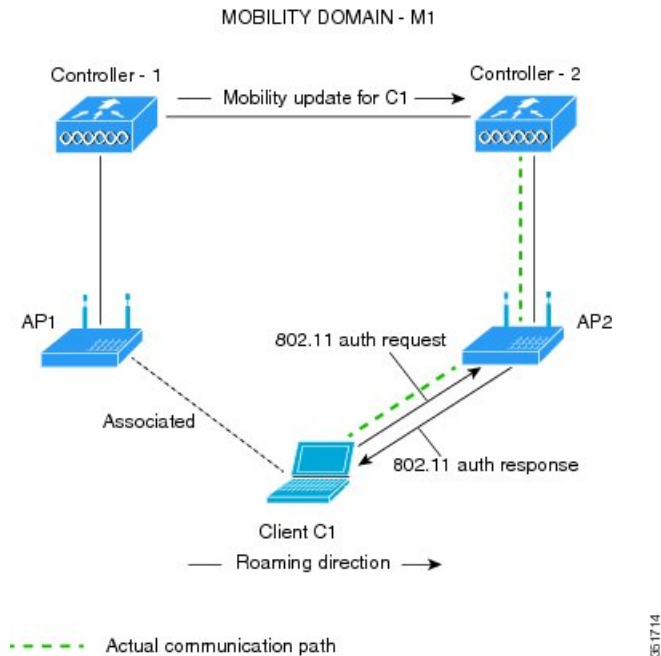 MOBILITY DOMAIN - M1
Controller - 1
Controller - 2
Mobility update for C1
AP1
AP2
802.11 auth request
Associated
802.11 auth response
Client C1
Roaming direction
Actual communication path
351714